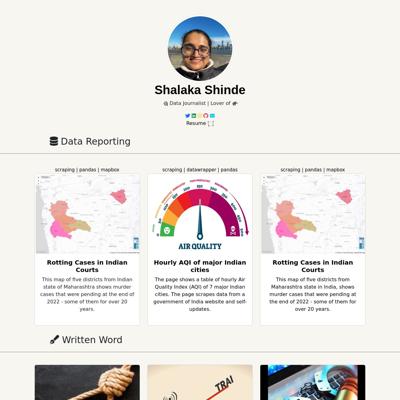 Shalaka Shinde
Data Journalist | Lover of
Resume
Data Reporting
scraping | pandas | mapbox
scraping | datawrapper | pandas
scraping | pandas | mapbox
AIR QUALITY
Rotting Cases in Indian
Courts
This map of five districts from Indian
state of Maharashtra shows murder
cases that were pending at the end of
2022 - some of them for over 20
years.
Hourly AQI of major Indian
cities
The page shows a table of hourly Air
Quality Index (AQI) of 7 major Indian
cities. The page scrapes data from a
government of India website and self-
updates.
Rotting Cases in Indian
Courts
This map of five districts from
Maharashtra state in India, shows
murder cases that were pending at the
end of 2022 - some of them for over
20 years.
Written Word
TRAI